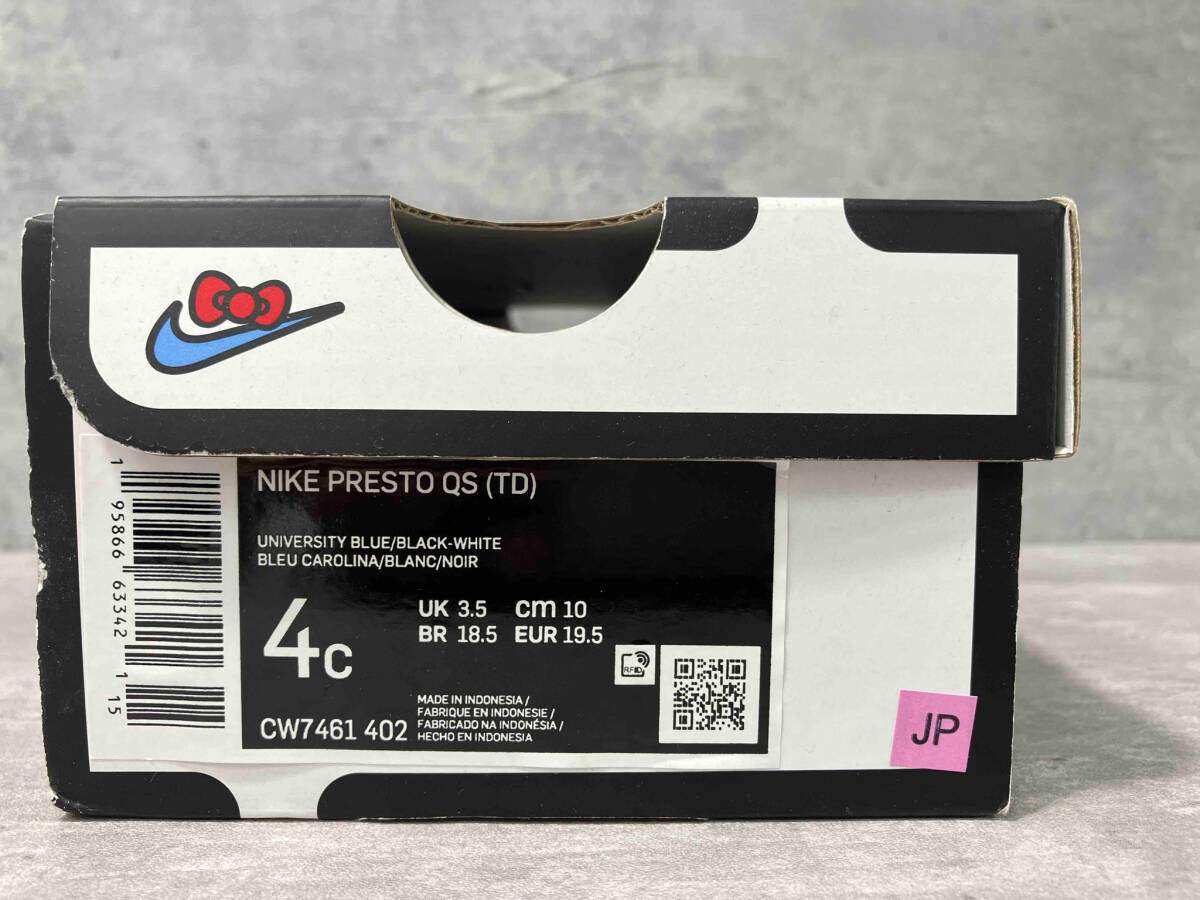 NIKE PRESTO QS (TD)
UNIVERSITY BLUE/BLACK-WHITE
BLEU CAROLINA/BLANC/NOIR
4c
UK 3.5 cm 10
BR 18.5 EUR 19.5
RFID
MADE IN INDONESIA /
FABRIQUE EN INDONESIE /
FABRICADO NA INDONÉSIA /
HECHO EN INDONESIA
CW7461 402
1 95866 63342 1 15
JP